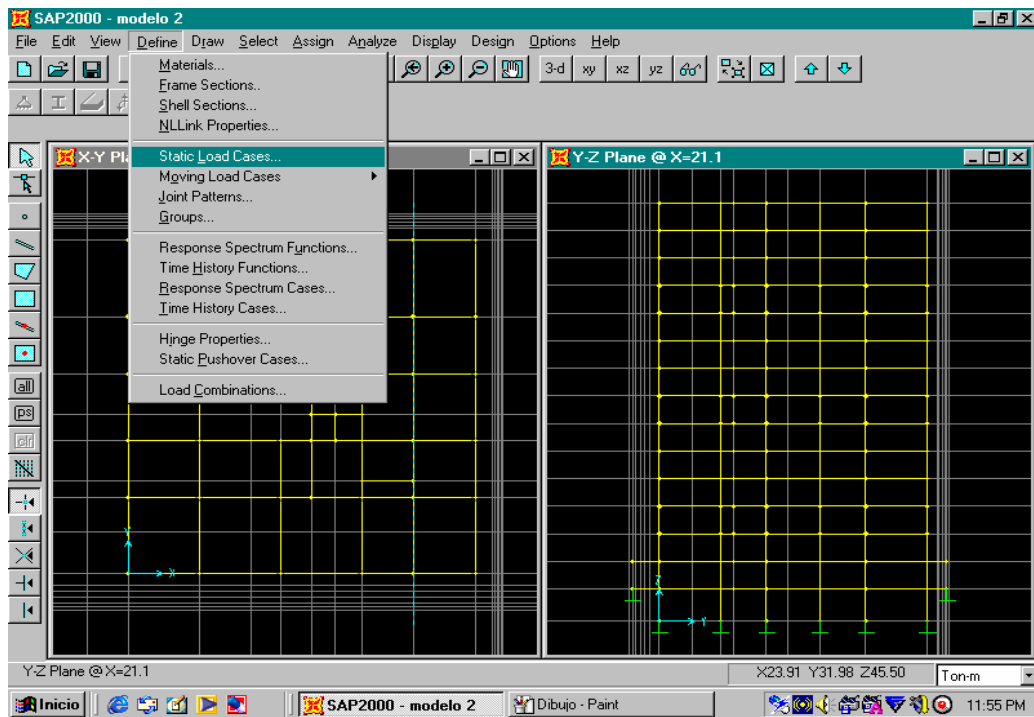 SAP2000 - modelo 2
File Edit View Define Draw Select Assign Analyze Display Design Options Help
3-d xy xz yz
Materials...
Frame Sections..
Shell Sections...
NLLink Properties...
Static Load Cases...
Moving Load Cases
Joint Patterns...
Groups...
Response Spectrum Functions...
Time History Functions...
Response Spectrum Cases...
Time History Cases...
Hinge Properties...
Static Pushover Cases...
Load Combinations...
X-Y Pl
Y-Z Plane @ X=21.1
all
ps
clr
Y
X
Z
Y
Y-Z Plane @ X=21.1
X23.91 Y31.98 Z45.50
Ton-m
Inicio
SAP2000 - modelo 2
Dibujo - Paint
11:55 PM